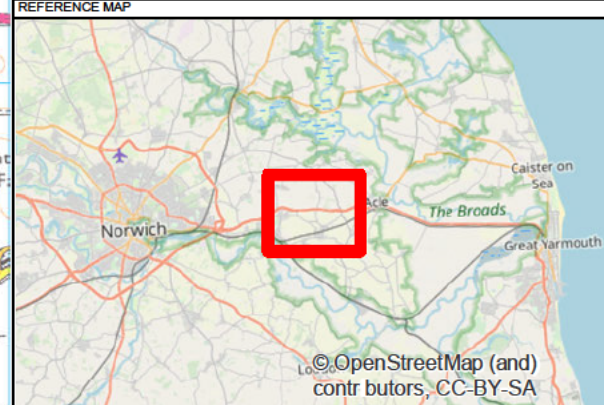 REFERENCE MAP
Caister on
Sea
Acle
The Broads
Norwich
Great Yarmouth
© OpenStreetMap (and)
contr butors, CC-BY-SA